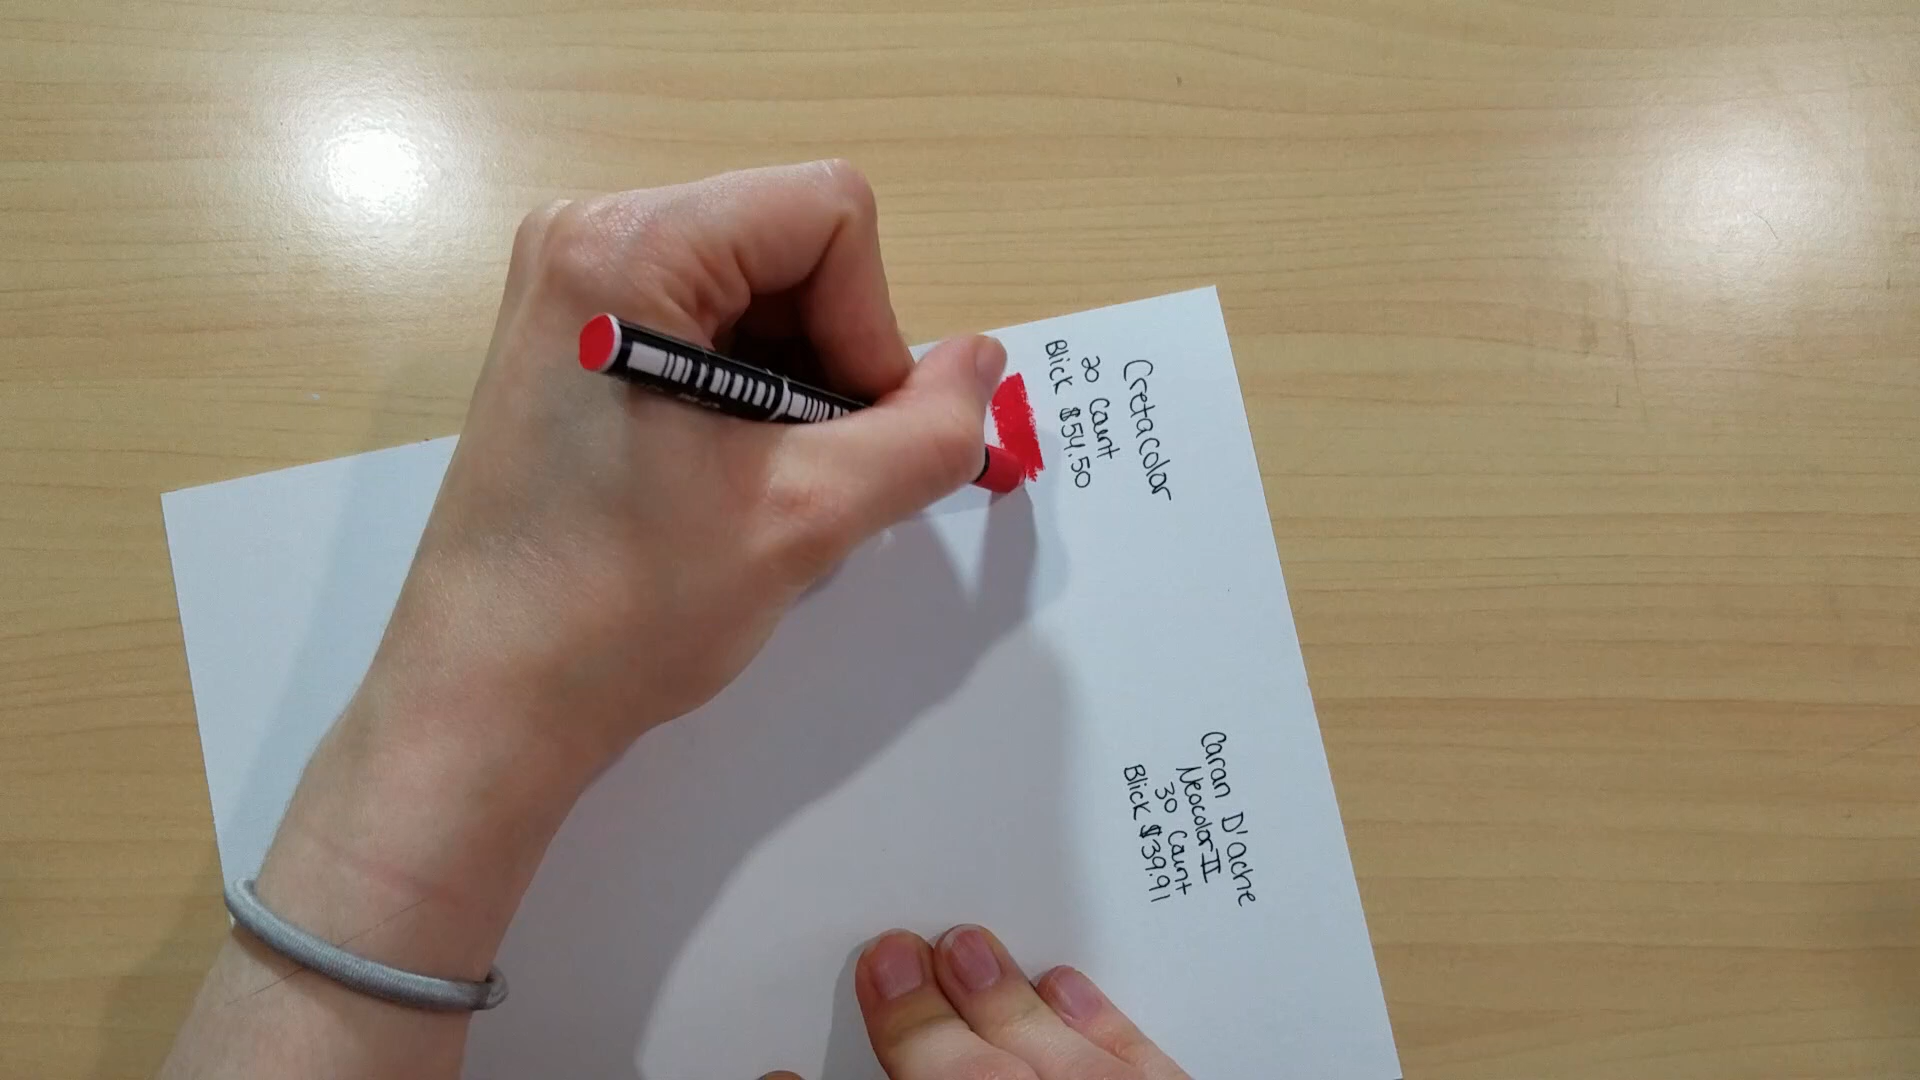 Cretacolor
20 Count
Blick $54.50
Caran D'ache
Neocolor II
30 Count
Blick $39.91